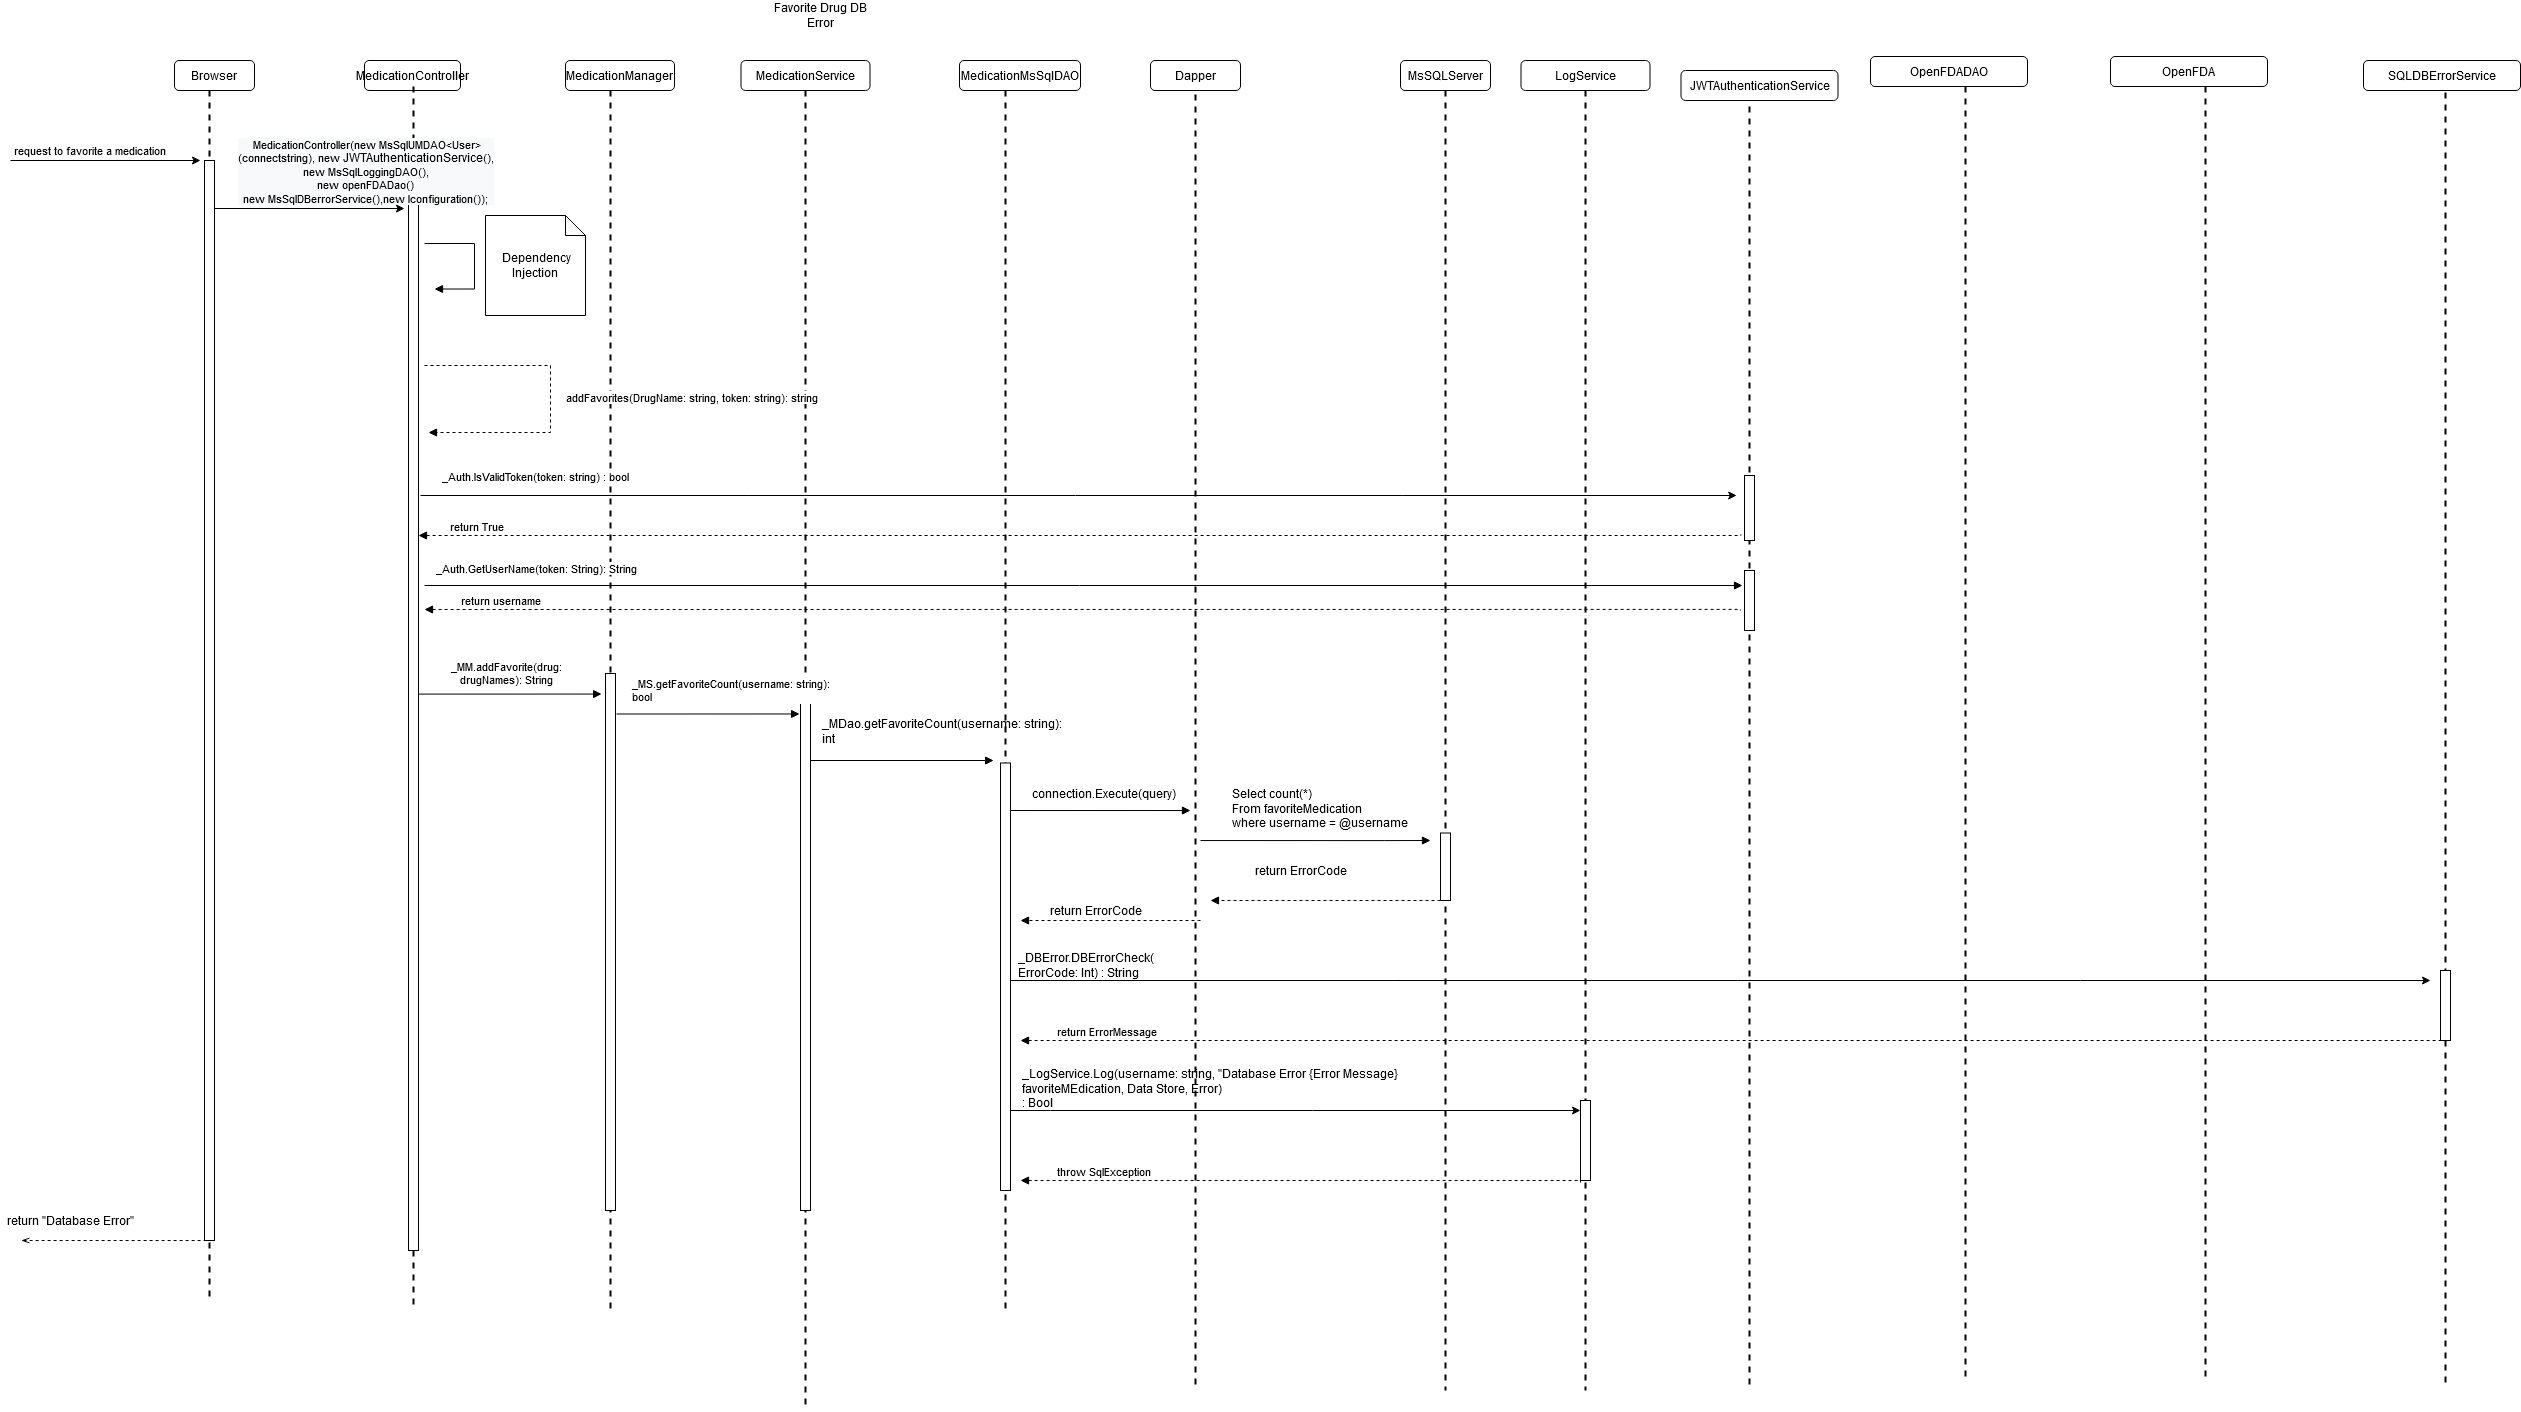 Favorite Drug DB
Error
Browser
MedicationController
MedicationManager
MedicationService
MedicationMsSqlDAO
Dapper
MsSQLServer
LogService
JWTAuthenticationService
OpenFDADAO
OpenFDA
SQLDBErrorService
request to favorite a medication
MedicationController(new MsSqlUMDAO<User>
(connectstring), new JWTAuthenticationService(),
new MsSqlLoggingDAO(),
new openFDADao()
new MsSqlDBerrorService(),new Iconfiguration());
Dependency
Injection
addFavorites(DrugName: string, token: string): string
_Auth.IsValidToken(token: string) : bool
return True
_Auth.GetUserName(token: String): String
return username
_MM.addFavorite(drug:
drugNames): String
_MS.getFavoriteCount(username: string):
bool
_MDao.getFavoriteCount(username: string):
int
connection.Execute(query)
Select count(*)
From favoriteMedication
where username = @username
return ErrorCode
return ErrorCode
_DBError.DBErrorCheck(
ErrorCode: Int) : String
return ErrorMessage
_LogService.Log(username: string, "Database Error {Error Message}
favoriteMEdication, Data Store, Error)
: Bool
throw SqlException
return "Database Error"